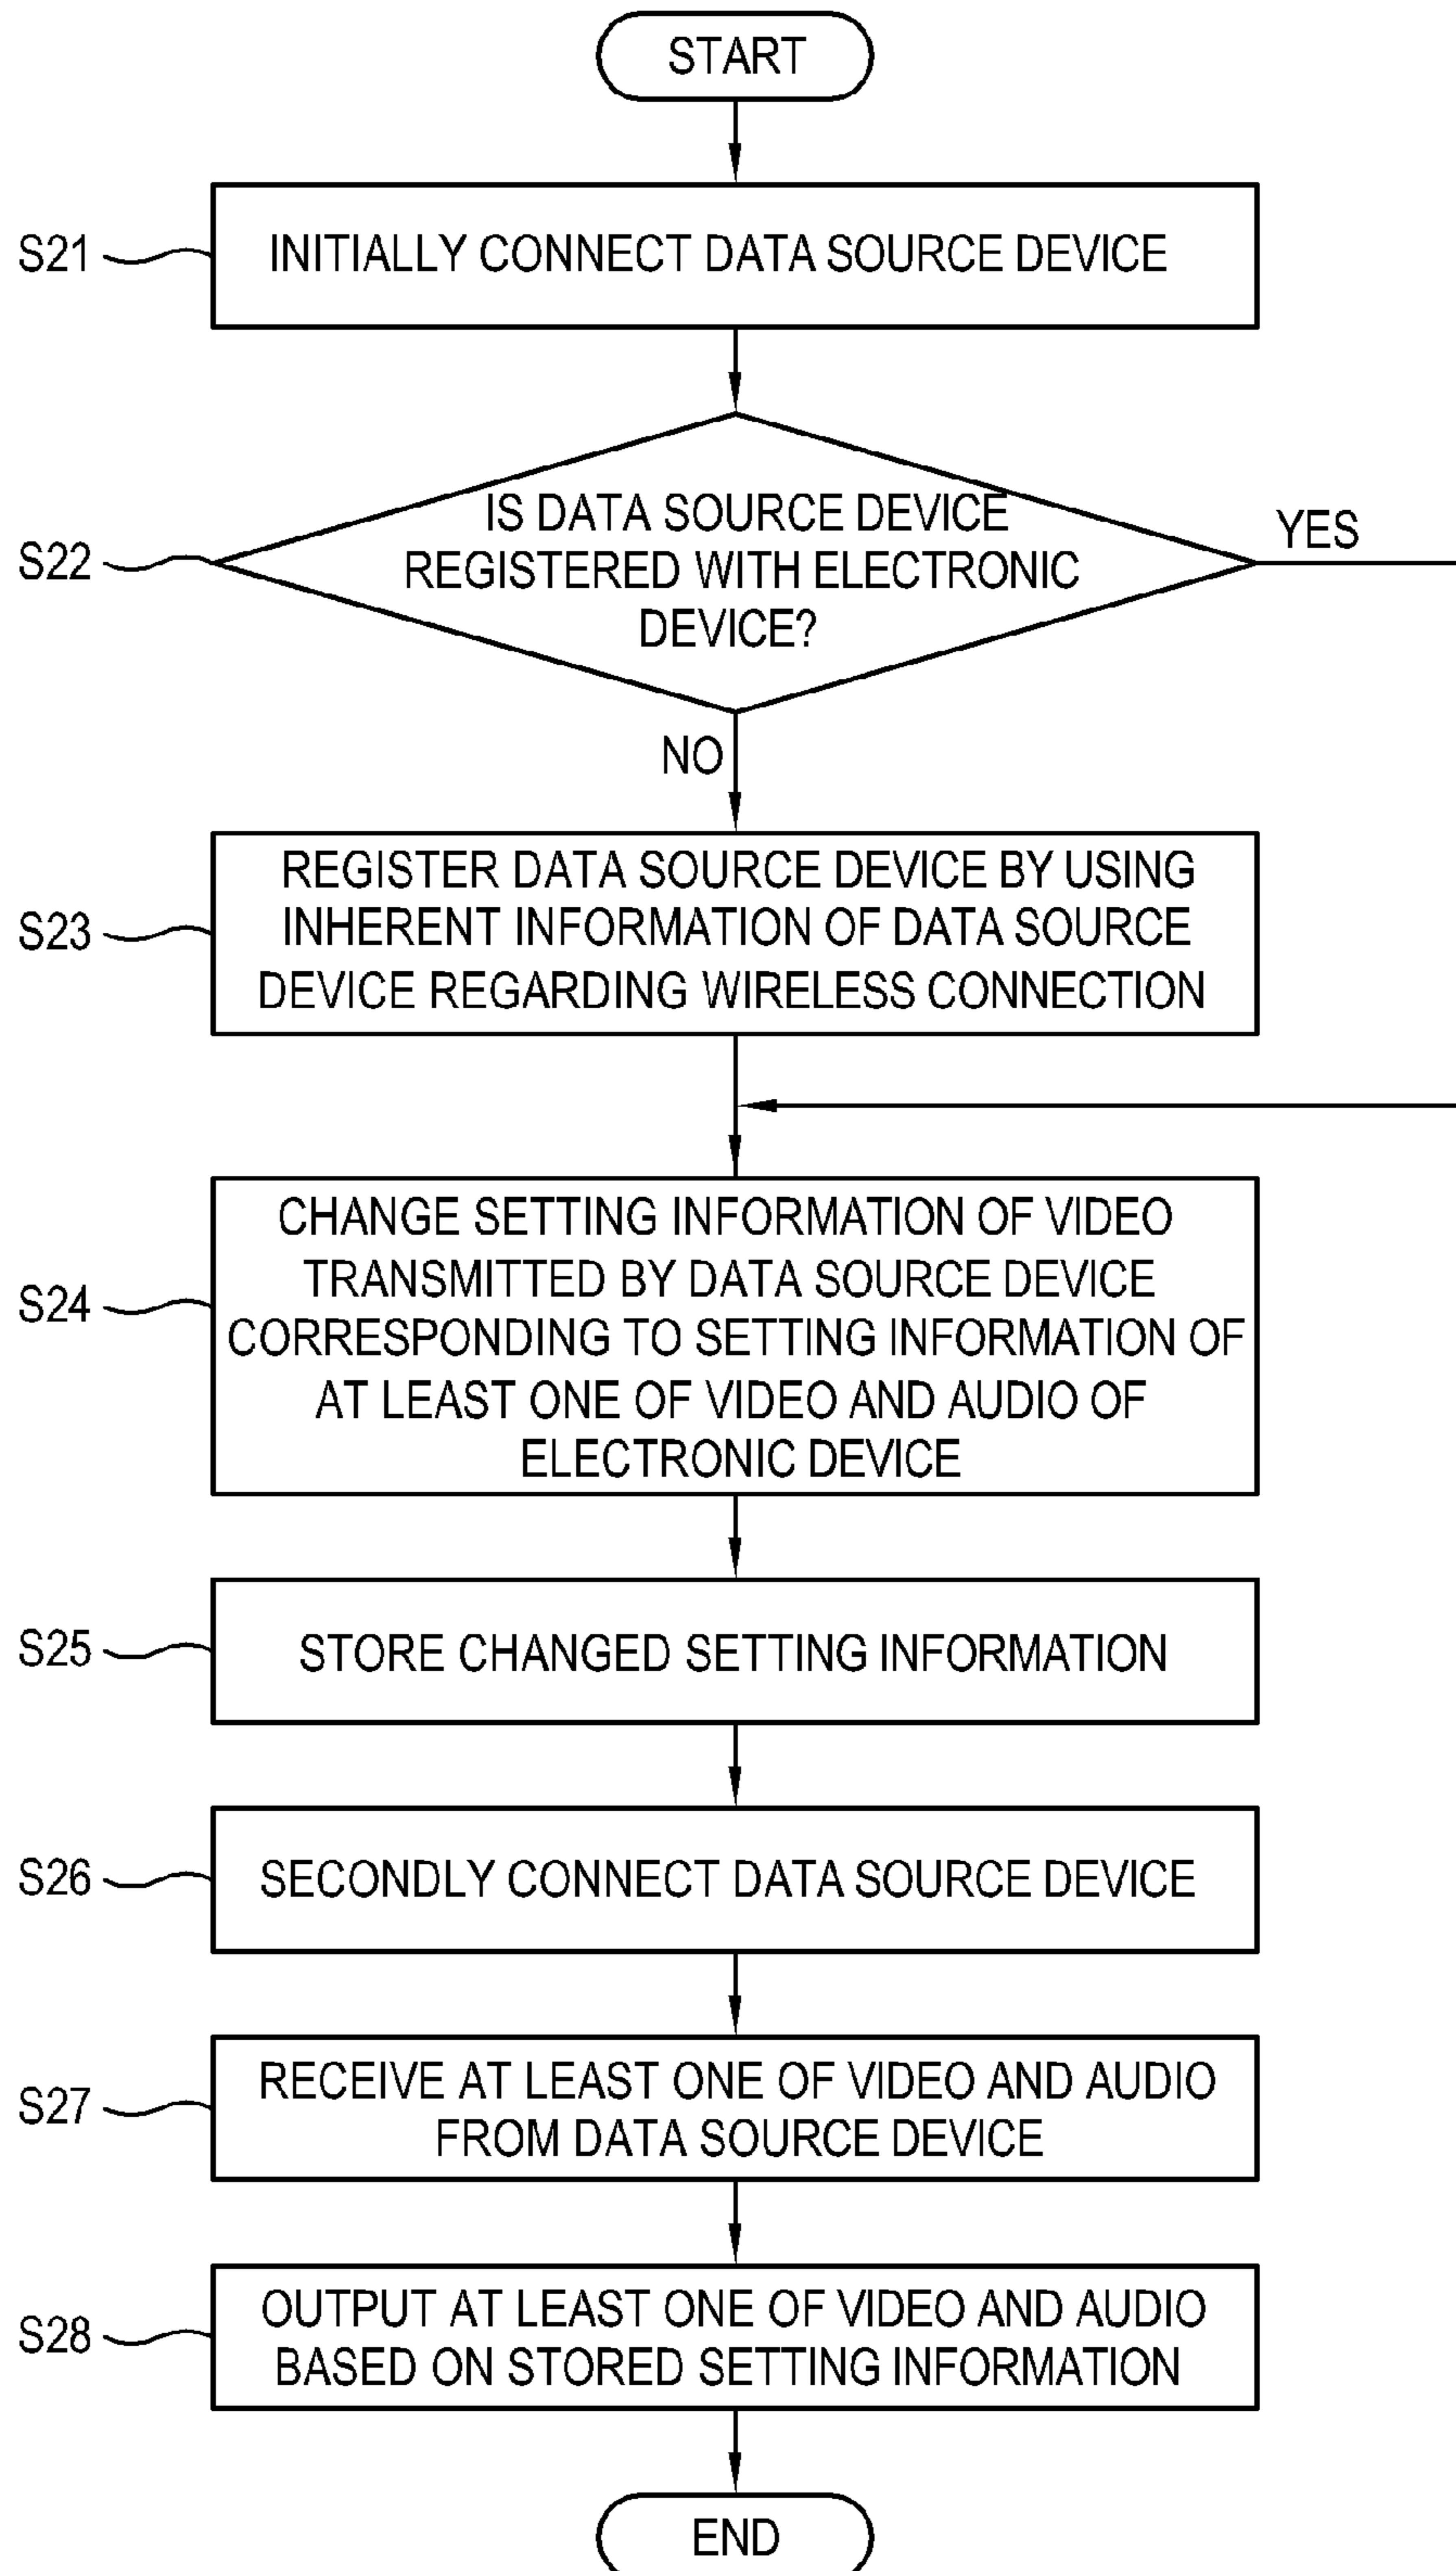 START
S21
INITIALLY CONNECT DATA SOURCE DEVICE
S22
IS DATA SOURCE DEVICE
REGISTERED WITH ELECTRONIC
DEVICE?
YES
NO
S23
REGISTER DATA SOURCE DEVICE BY USING
INHERENT INFORMATION OF DATA SOURCE
DEVICE REGARDING WIRELESS CONNECTION
S24
CHANGE SETTING INFORMATION OF VIDEO
TRANSMITTED BY DATA SOURCE DEVICE
CORRESPONDING TO SETTING INFORMATION OF
AT LEAST ONE OF VIDEO AND AUDIO OF
ELECTRONIC DEVICE
S25
STORE CHANGED SETTING INFORMATION
S26
SECONDLY CONNECT DATA SOURCE DEVICE
S27
RECEIVE AT LEAST ONE OF VIDEO AND AUDIO
FROM DATA SOURCE DEVICE
S28
OUTPUT AT LEAST ONE OF VIDEO AND AUDIO
BASED ON STORED SETTING INFORMATION
END